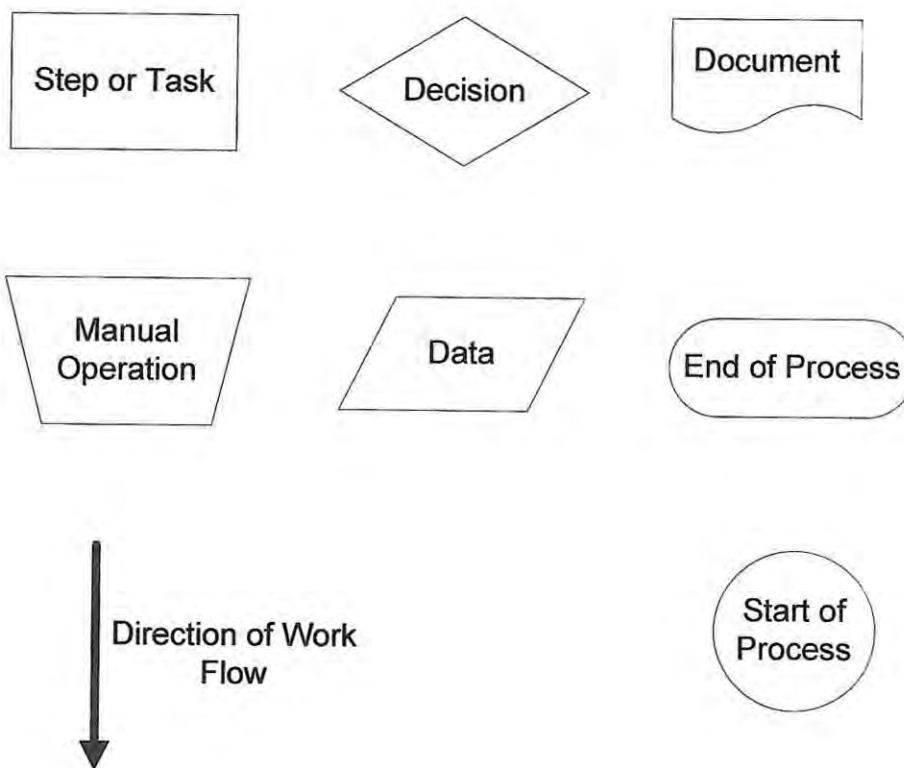 Step or Task
Decision
Document
Manual
Operation
Data
End of Process
Direction of Work
Flow
Start of
Process